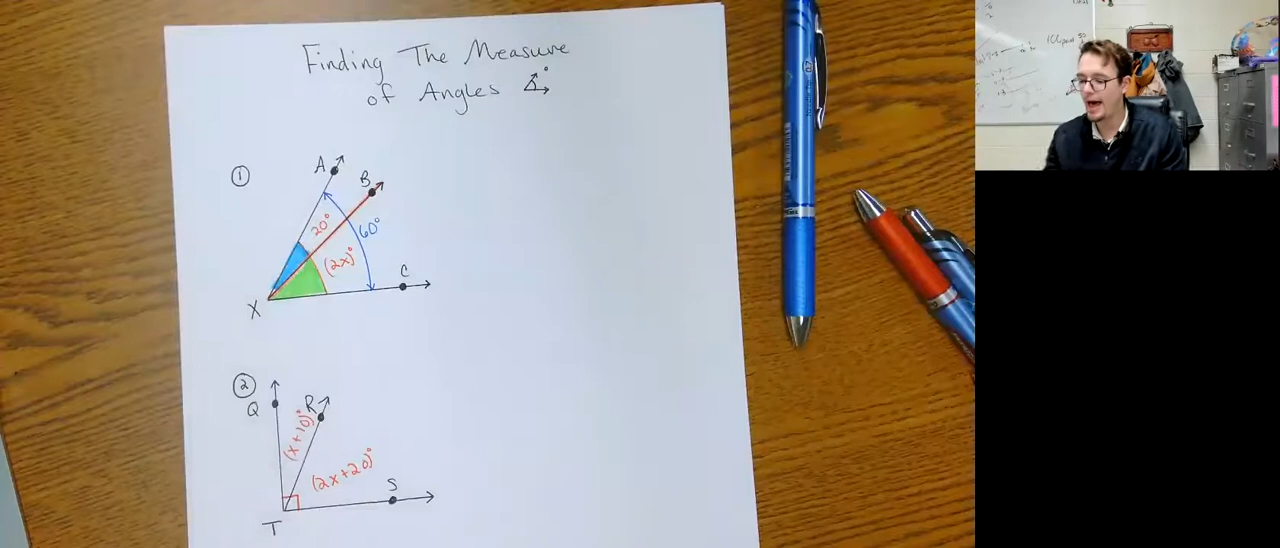 Finding The Measure
of Angles
①
A
B
20°
60°
(2x)°
C
X
②
Q
R
(x+10)°
(2x+20)°
S
T